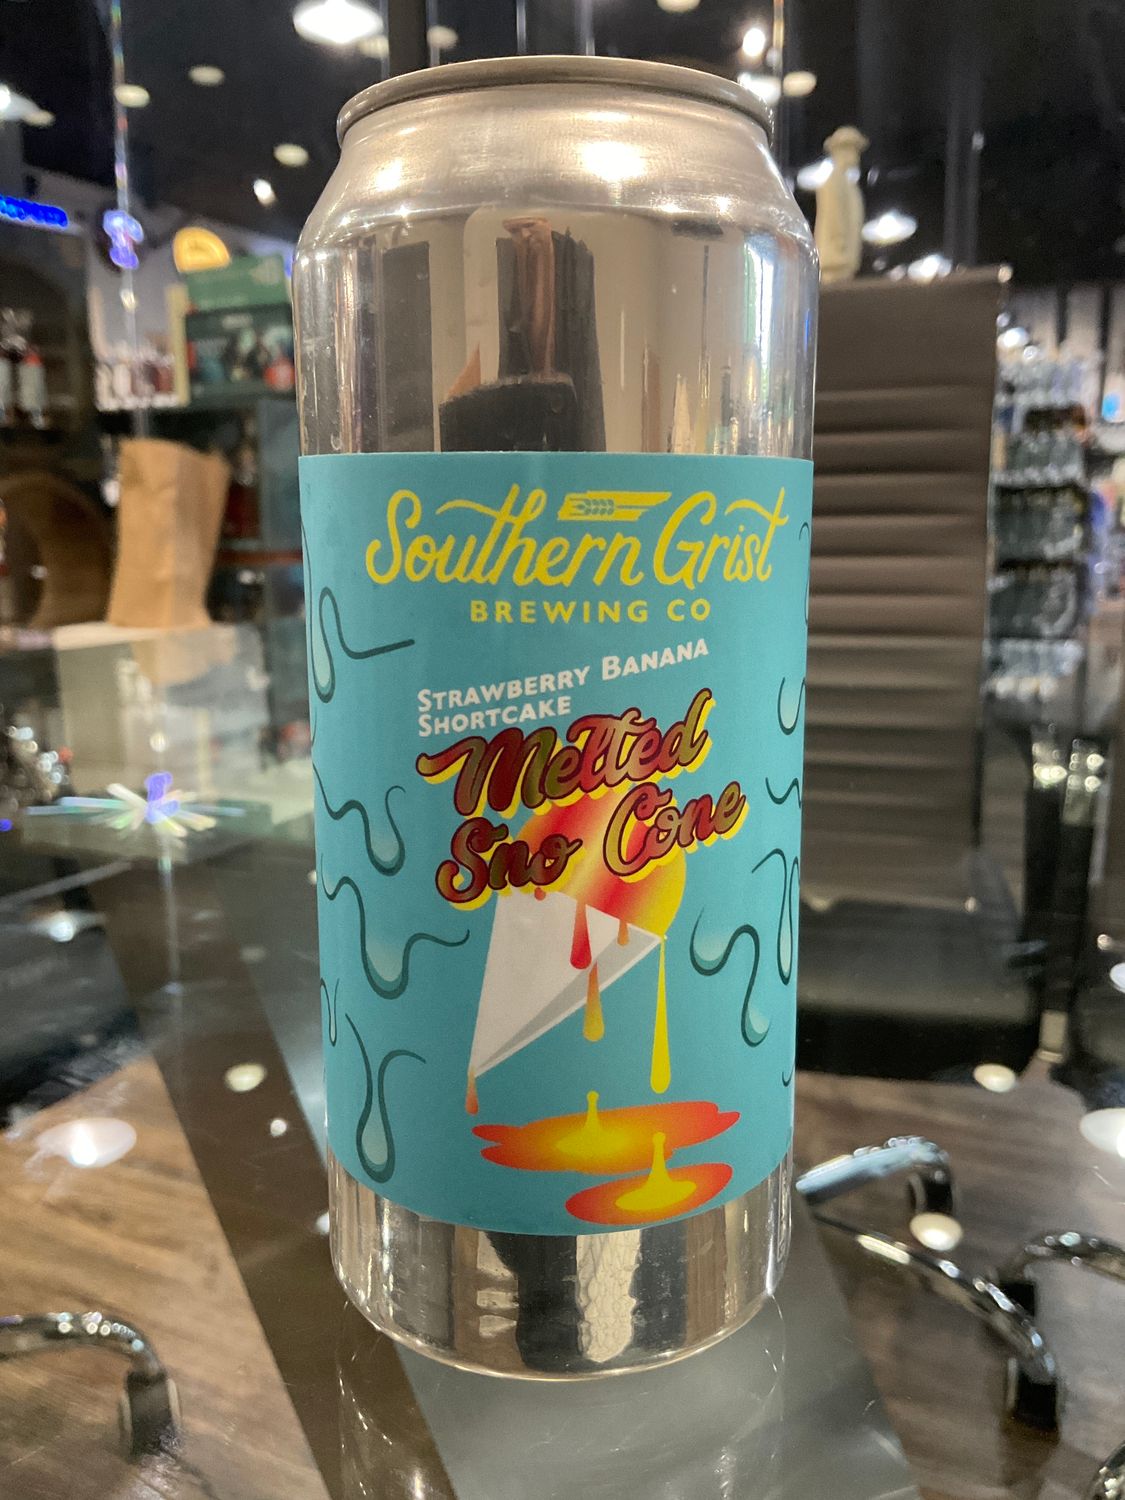 Southern Grist
BREWING CO
STRAWBERRY BANANA
SHORTCAKE
Melted
Sno Cone